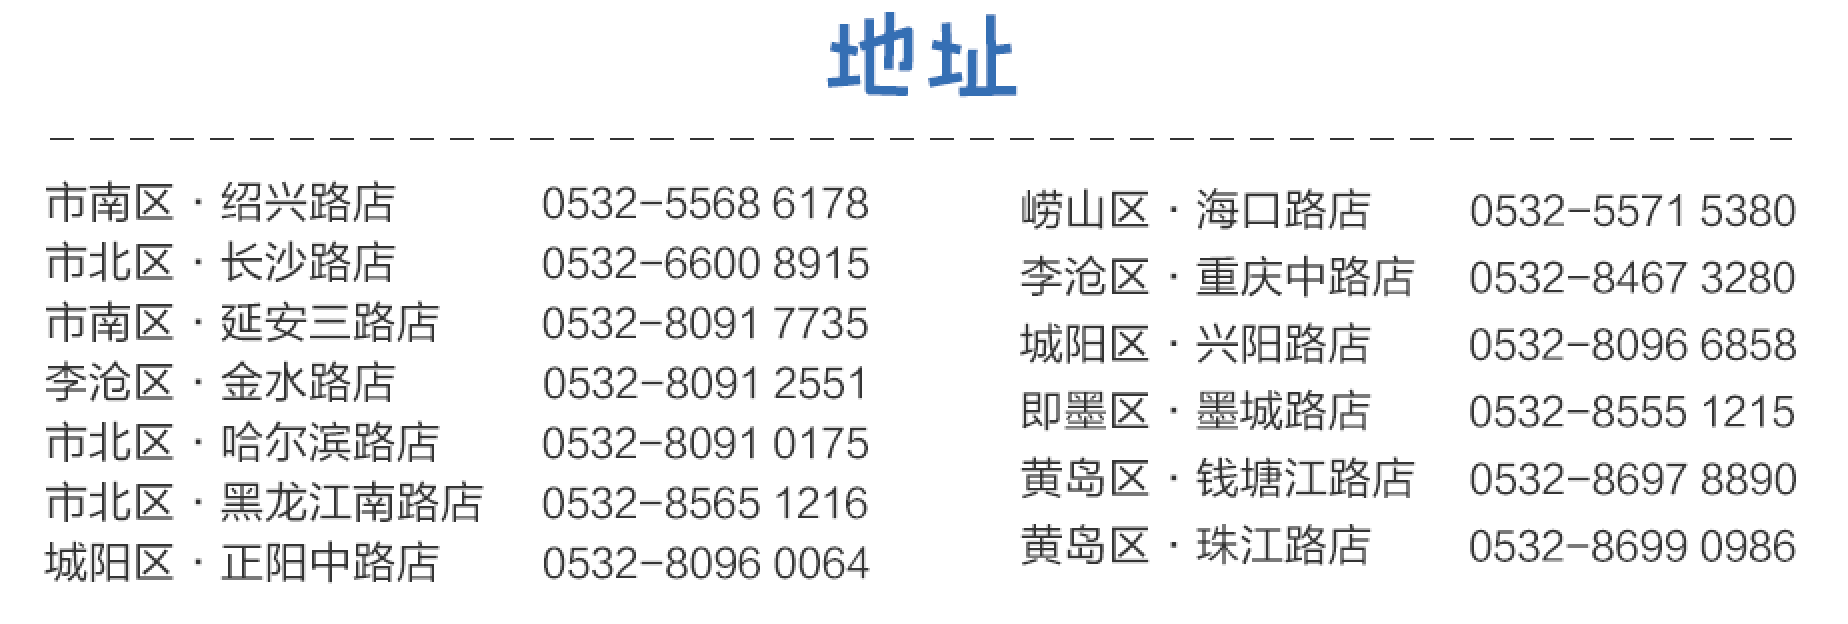 地址
市南区 · 绍兴路店 0532-5568 6178
市北区 · 长沙路店 0532-6600 8915
市南区 · 延安三路店 0532-8091 7735
李沧区 · 金水路店 0532-8091 2551
市北区 · 哈尔滨路店 0532-8091 0175
市北区 · 黑龙江南路店 0532-8565 1216
城阳区 · 正阳中路店 0532-8096 0064
崂山区 · 海口路店 0532-5571 5380
李沧区 · 重庆中路店 0532-8467 3280
城阳区 · 兴阳路店 0532-8096 6858
即墨区 · 墨城路店 0532-8555 1215
黄岛区 · 钱塘江路店 0532-8697 8890
黄岛区 · 珠江路店 0532-8699 0986